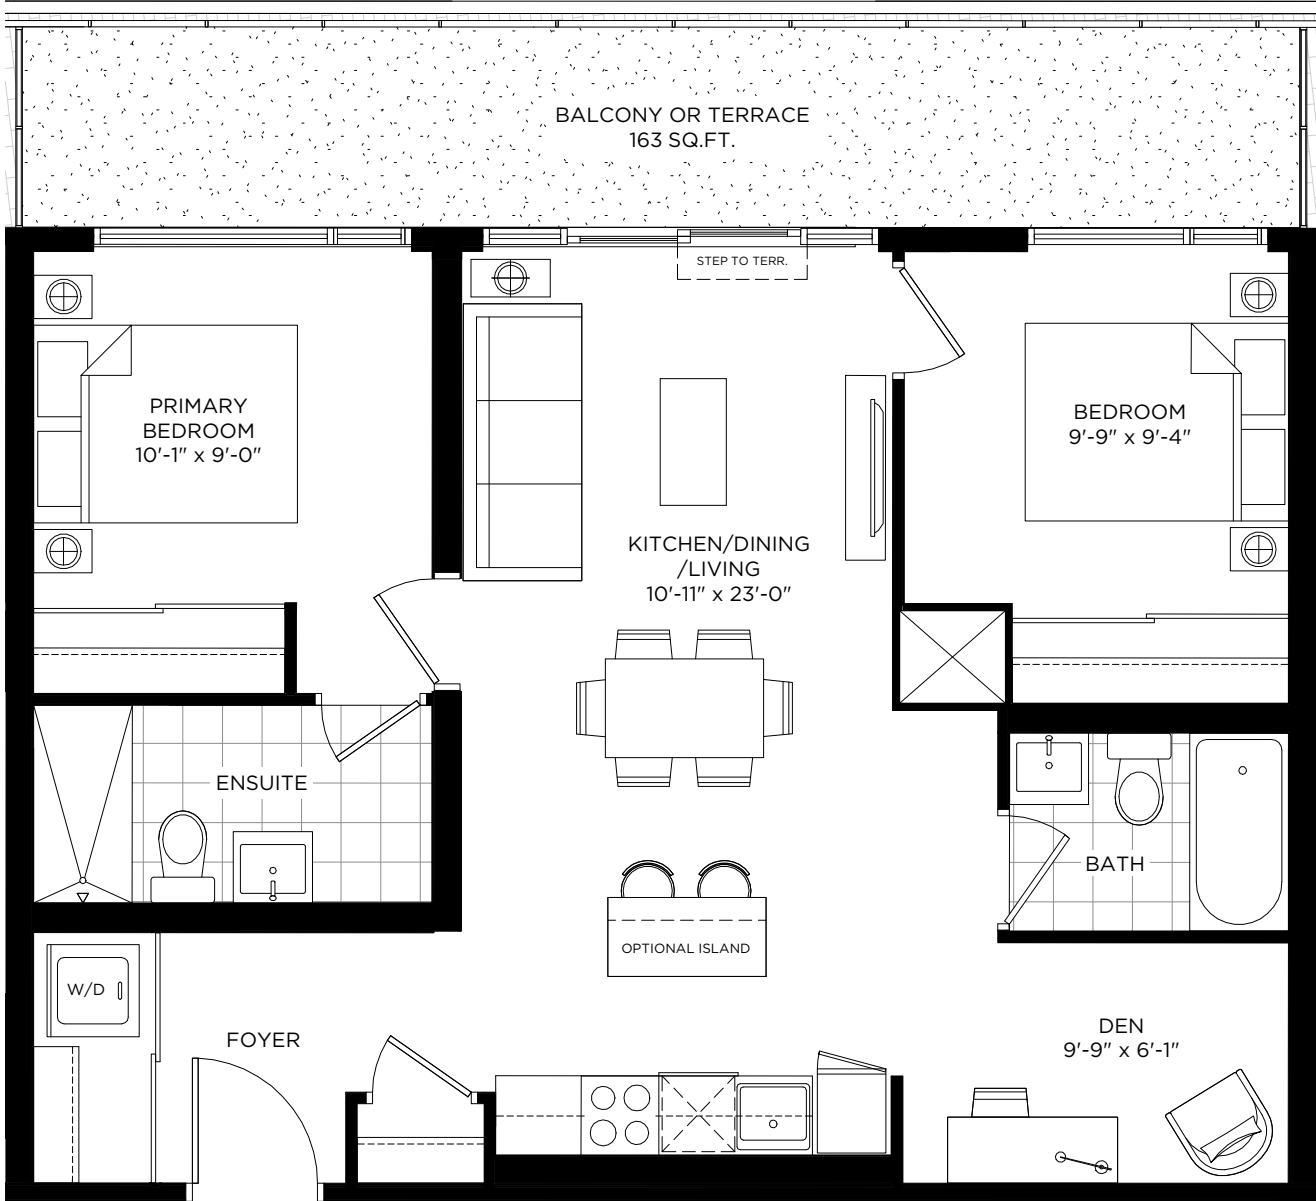 BALCONY OR TERRACE
163 SQ.FT.
STEP TO TERR.
PRIMARY
BEDROOM
10'-1" x 9'-0"
BEDROOM
9'-9" x 9'-4"
KITCHEN/DINING
/LIVING
10'-11" x 23'-0"
ENSUITE
BATH
OPTIONAL ISLAND
W/D
FOYER
DEN
9'-9" x 6'-1"